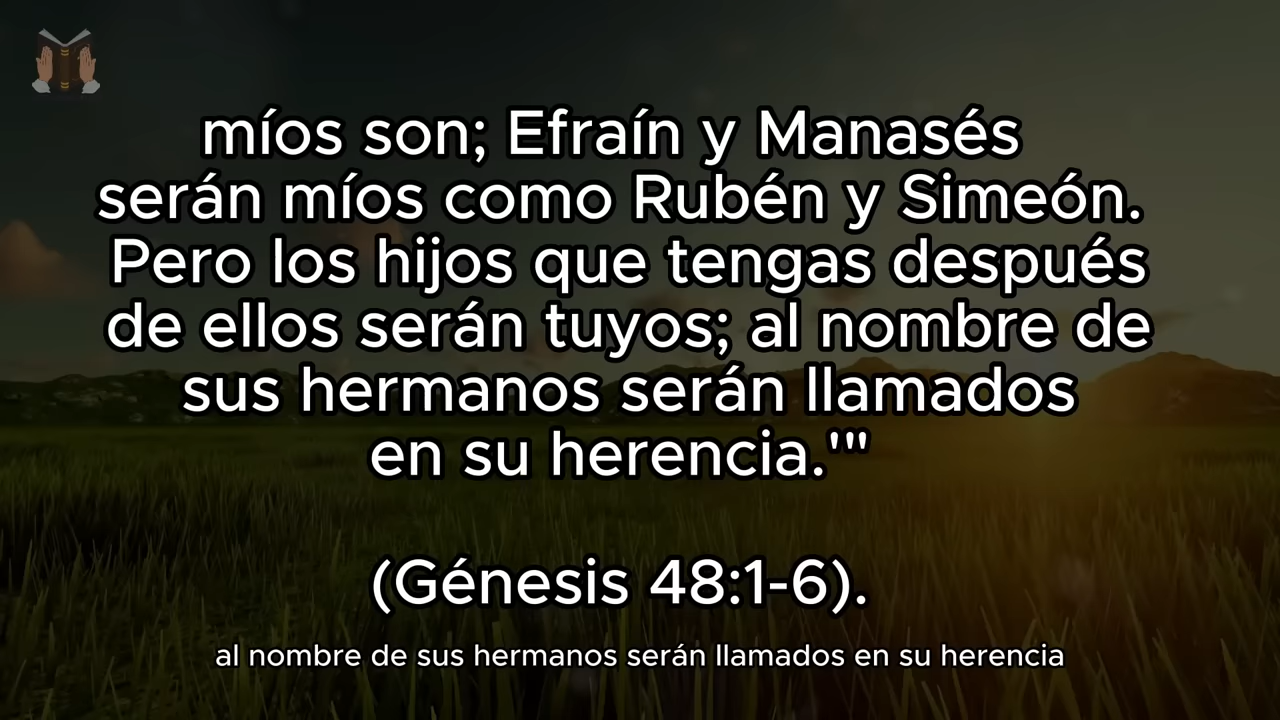 míos son; Efraín y Manasés
serán míos como Rubén y Simeón.
Pero los hijos que tengas después
de ellos serán tuyos; al nombre de
sus hermanos serán llamados
en su herencia.'"
(Génesis 48:1-6).
al nombre de sus hermanos serán llamados en su herencia